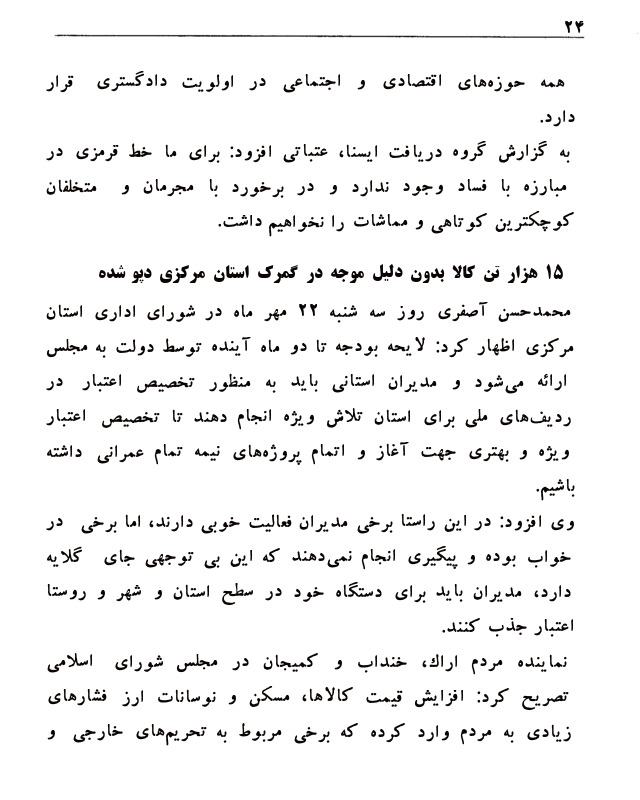 ۲۴
همه حوزه‌های اقتصادی و اجتماعی در اولویت دادگستری قرار
دارد.
به گزارش گروه دریافت ایسنا، عتباتی افزود: برای ما خط قرمزی در
مبارزه با فساد وجود ندارد و در برخورد با مجرمان و متخلفان
کوچکترین کوتاهی و مماشات را نخواهیم داشت.
۱۵ هزار تن کالا بدون دلیل موجه در گمرک استان مرکزی دپو شده
محمدحسن آصفری روز سه شنبه ۲۲ مهر ماه در شورای اداری استان
مرکزی اظهار کرد: لایحه بودجه تا دو ماه آینده توسط دولت به مجلس
ارائه می‌شود و مدیران استانی باید به منظور تخصیص اعتبار در
ردیف‌های ملی برای استان تلاش ویژه انجام دهند تا تخصیص اعتبار
ویژه و بهتری جهت آغاز و اتمام پروژه‌های نیمه تمام عمرانی داشته
باشیم.
وی افزود: در این راستا برخی مدیران فعالیت خوبی دارند، اما برخی در
خواب بوده و پیگیری انجام نمی‌دهند که این بی توجهی جای گلایه
دارد، مدیران باید برای دستگاه خود در سطح استان و شهر و روستا
اعتبار جذب کنند.
نماینده مردم اراك، خنداب و کمیجان در مجلس شورای اسلامی
تصریح کرد: افزایش قیمت کالاها، مسکن و نوسانات ارز فشارهای
زیادی به مردم وارد کرده که برخی مربوط به تحریم‌های خارجی و